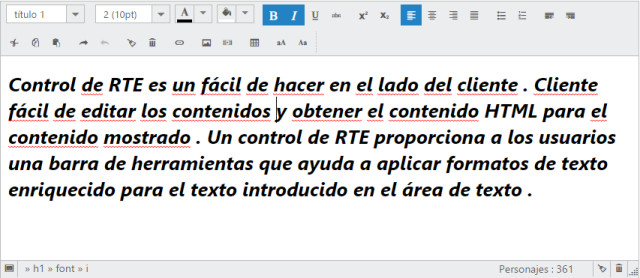 título 1 2 (10pt) A B I U abc x² x₂
aA Aa
Control de RTE es un fácil de hacer en el lado del cliente . Cliente
fácil de editar los contenidos y obtener el contenido HTML para el
contenido mostrado . Un control de RTE proporciona a los usuarios
una barra de herramientas que ayuda a aplicar formatos de texto
enriquecido para el texto introducido en el área de texto .
» h1 » font » i Personajes : 361